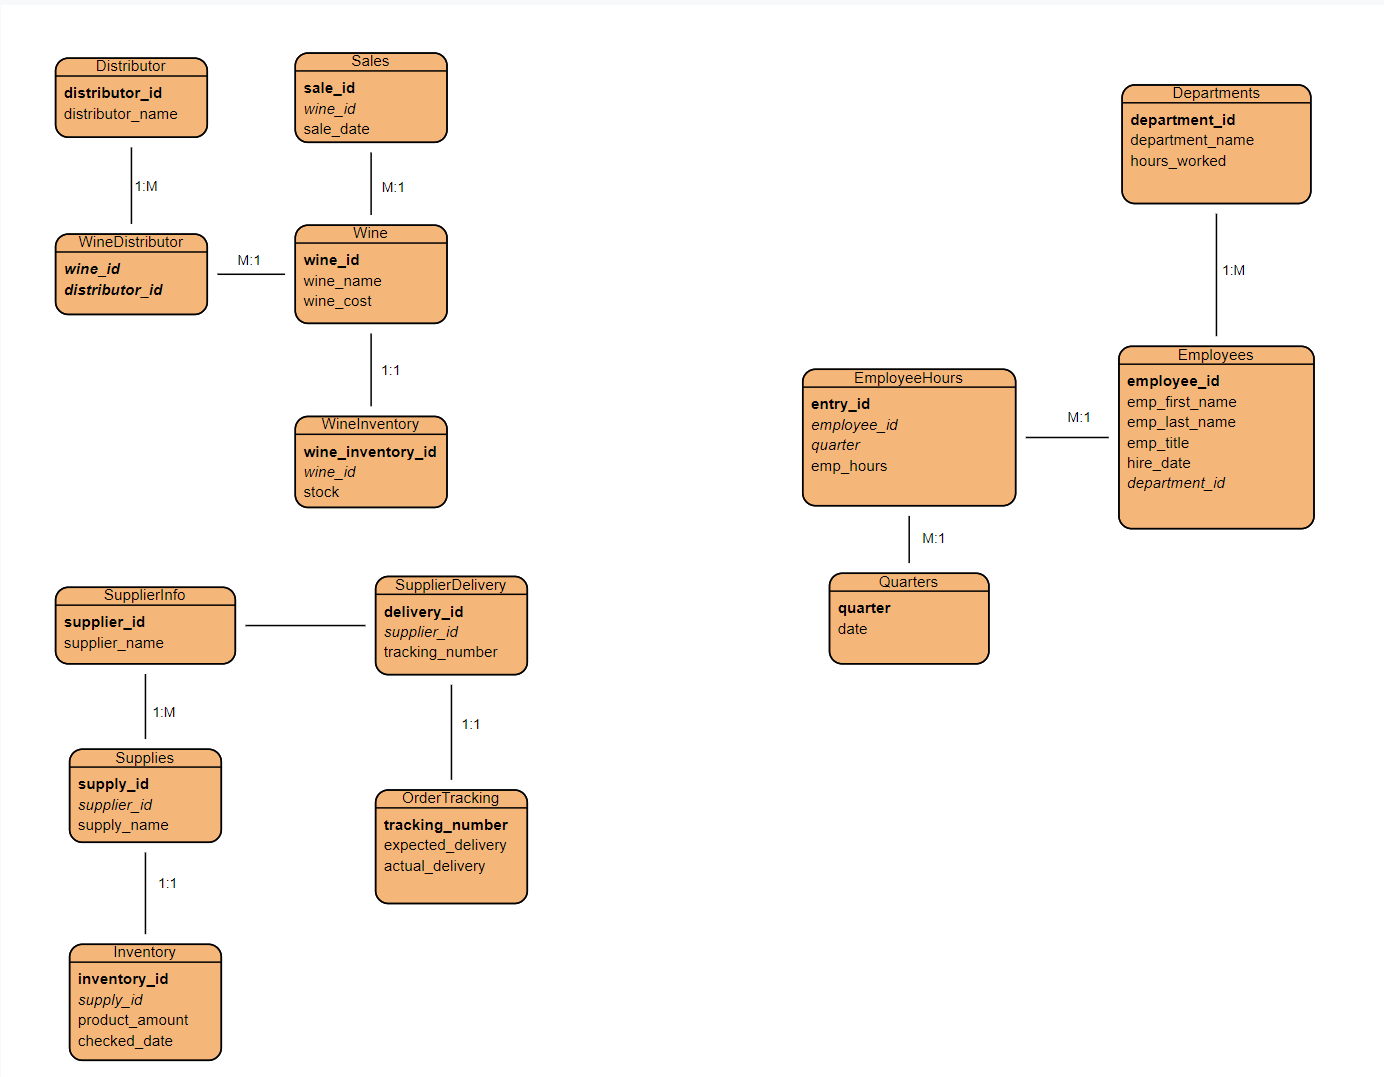 Distributor
distributor_id
distributor_name
1:M
WineDistributor
wine_id
distributor_id
M:1
Sales
sale_id
wine_id
sale_date
M:1
Wine
wine_id
wine_name
wine_cost
1:1
WineInventory
wine_inventory_id
wine_id
stock
SupplierInfo
supplier_id
supplier_name
1:M
Supplies
supply_id
supplier_id
supply_name
1:1
Inventory
inventory_id
supply_id
product_amount
checked_date
SupplierDelivery
delivery_id
supplier_id
tracking_number
1:1
OrderTracking
tracking_number
expected_delivery
actual_delivery
Departments
department_id
department_name
hours_worked
1:M
Employees
employee_id
emp_first_name
emp_last_name
emp_title
hire_date
department_id
M:1
EmployeeHours
entry_id
employee_id
quarter
emp_hours
M:1
Quarters
quarter
date